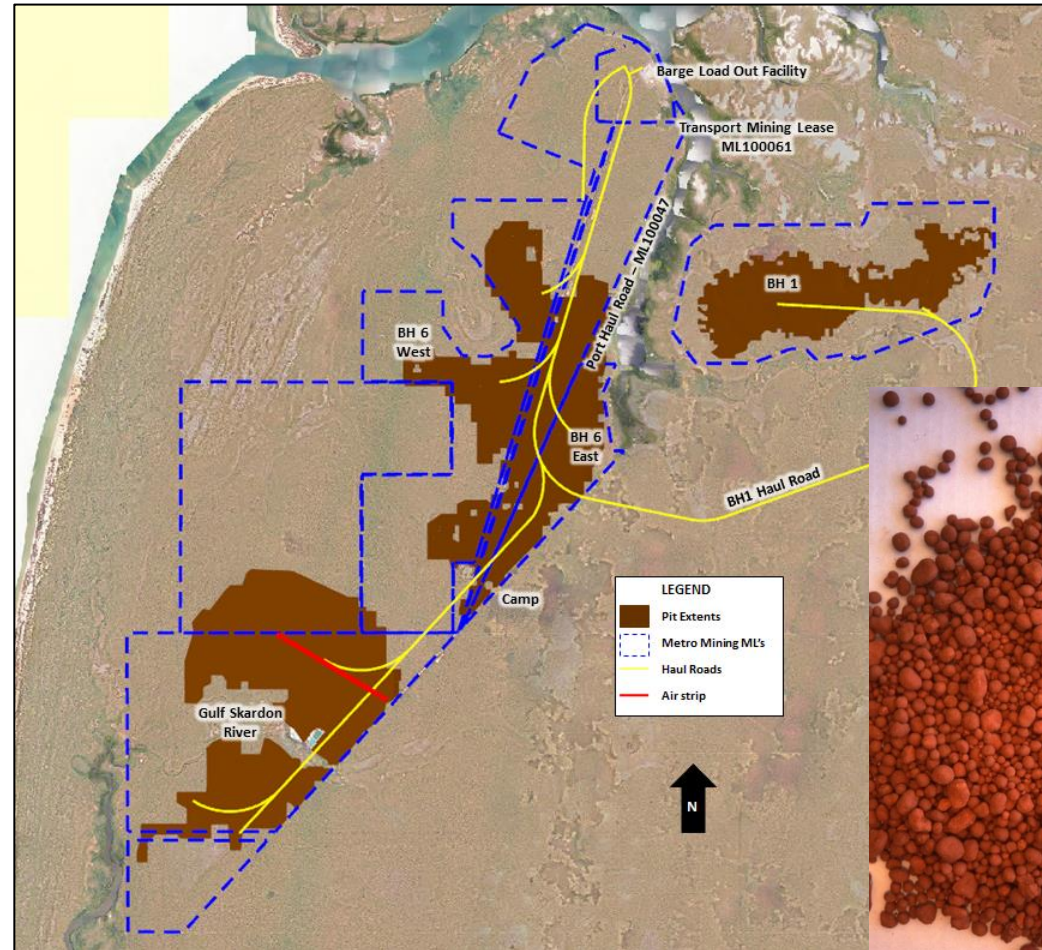 Barge Load Out Facility
Transport Mining Lease
ML100061
Port Haul Road – ML100047
BH 1
BH 6
West
BH 6
East
BH1 Haul Road
Camp
Gulf Skardon
River
LEGEND
Pit Extents
Metro Mining ML's
Haul Roads
Air strip
N